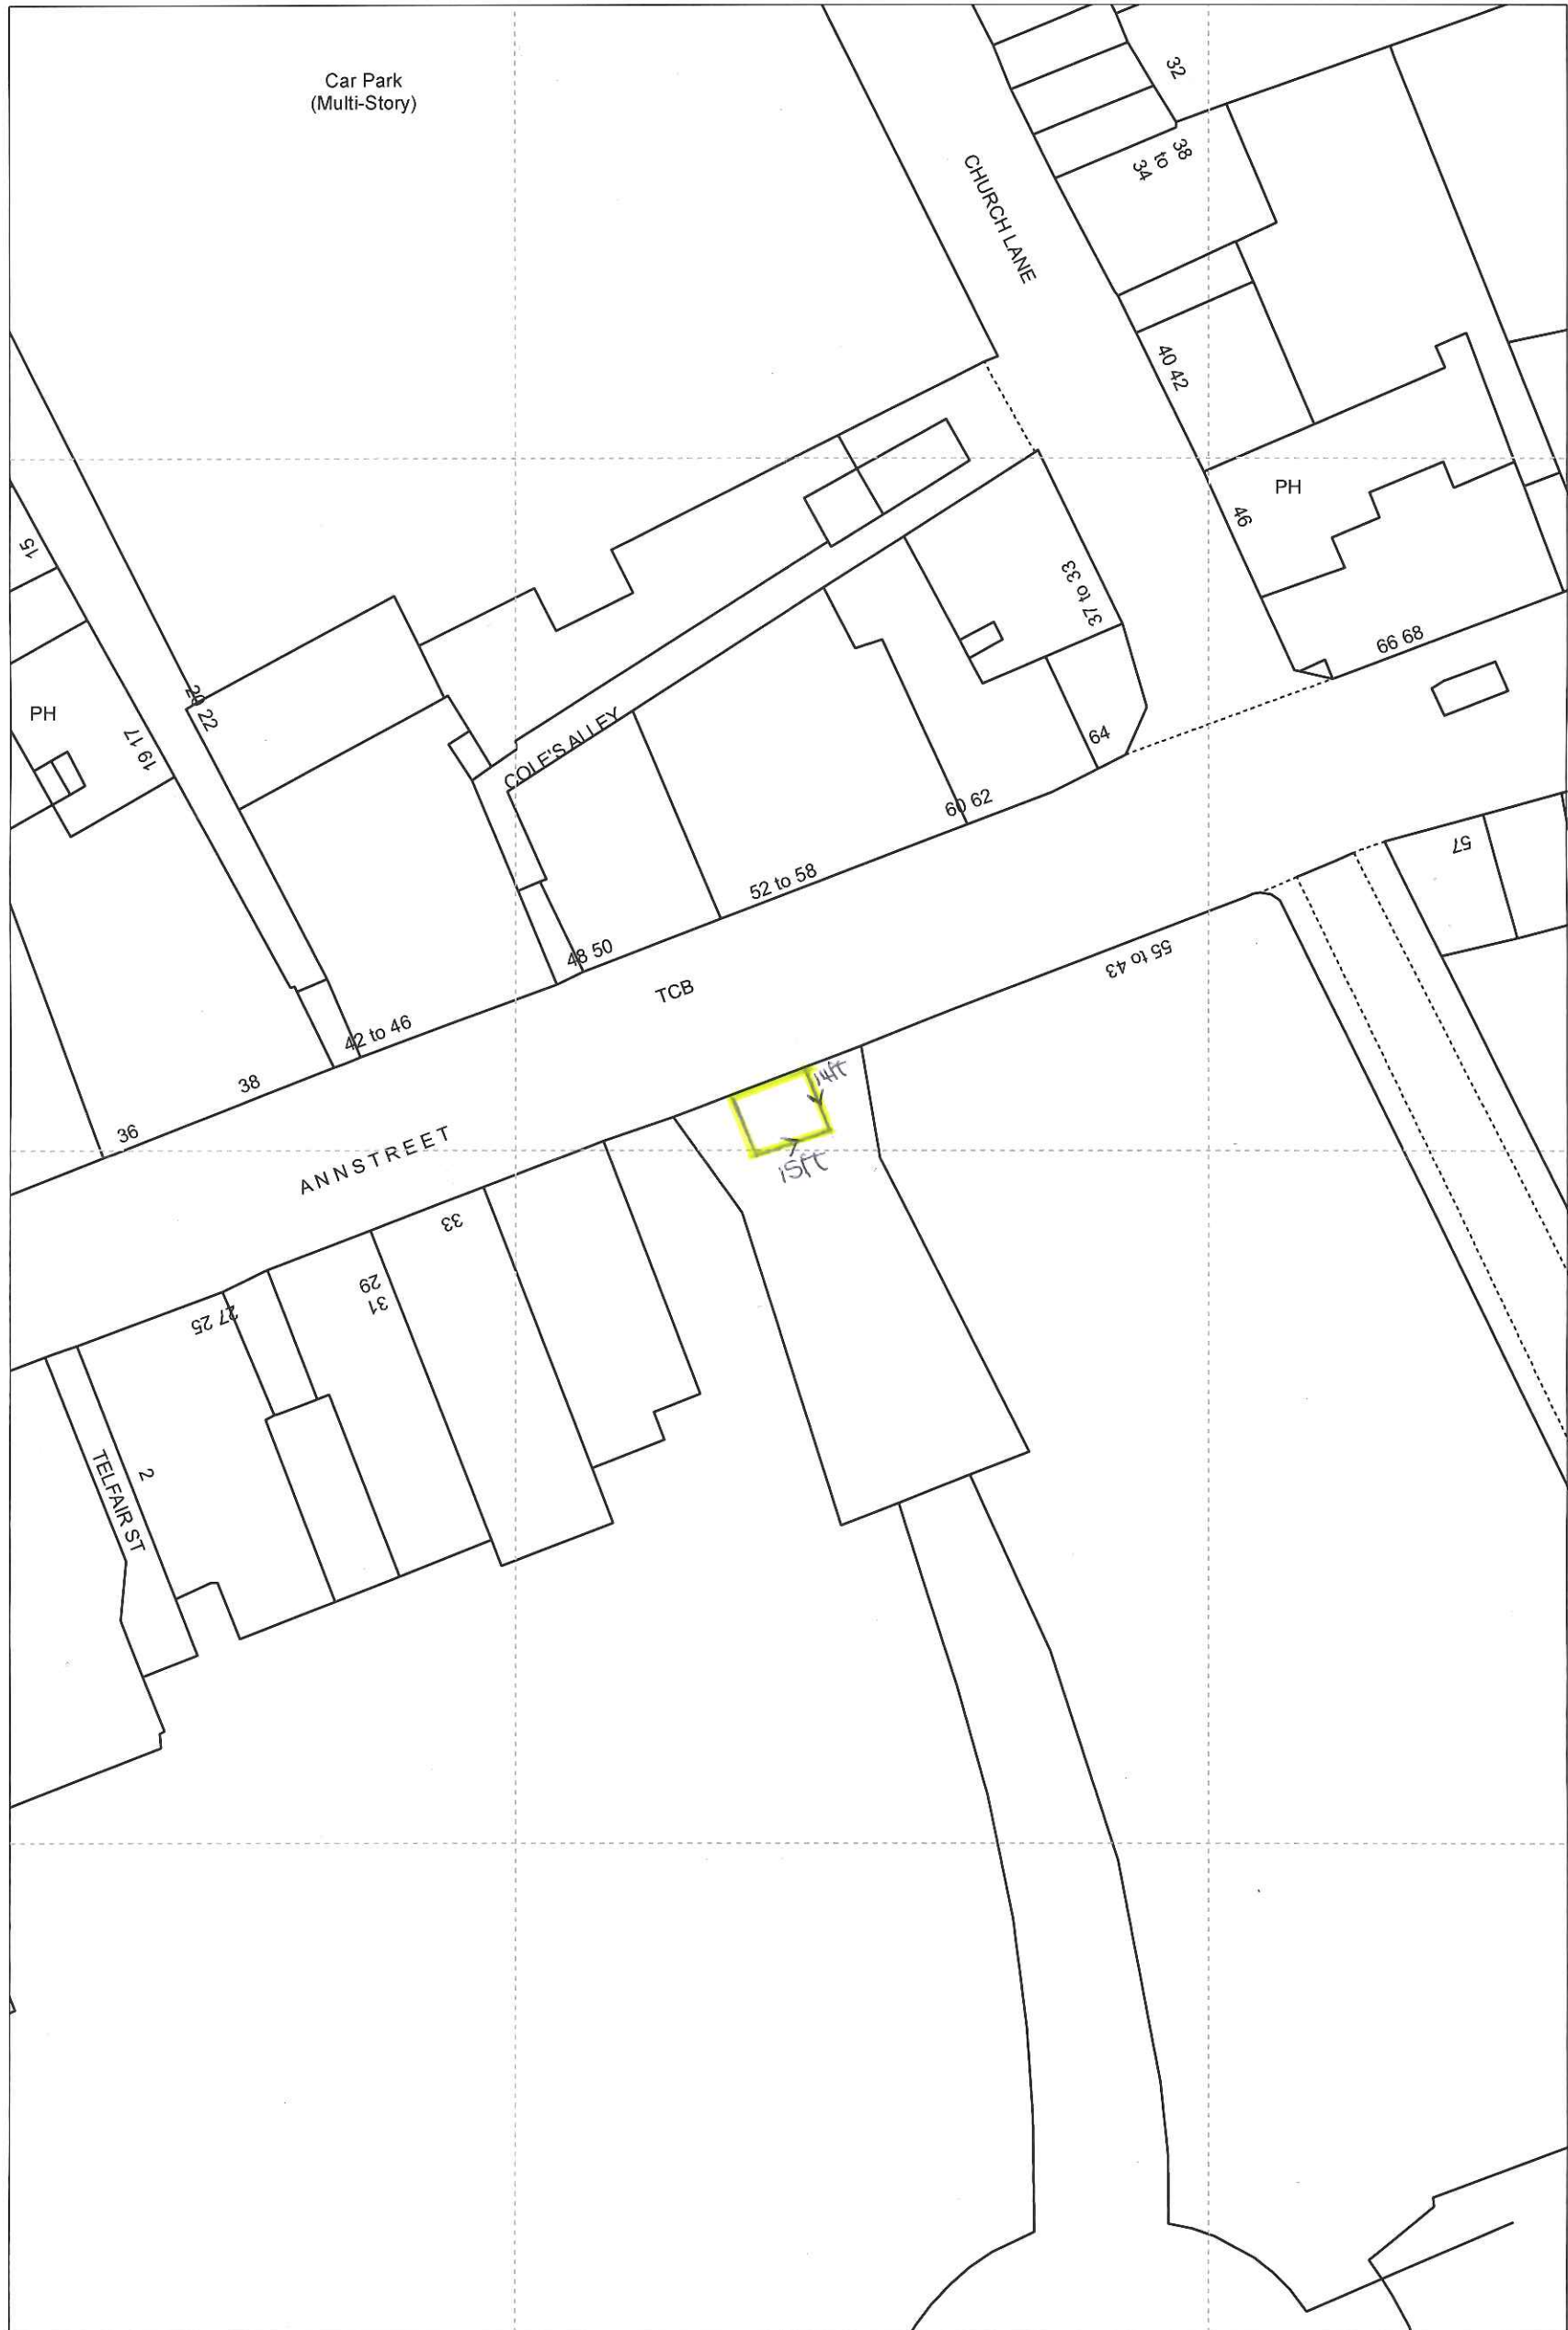 Car Park
(Multi-Story)
32
38
to
34
CHURCH LANE
40 42
PH
46
15
37 to 33
66 68
PH
20 22
19 17
COLE'S ALLEY
64
60 62
57
52 to 58
48 50
55 to 43
TCB
42 to 46
38
14ft
36
ANNSTREET
15ft
33
29
31
27 25
TELFAIR ST
2